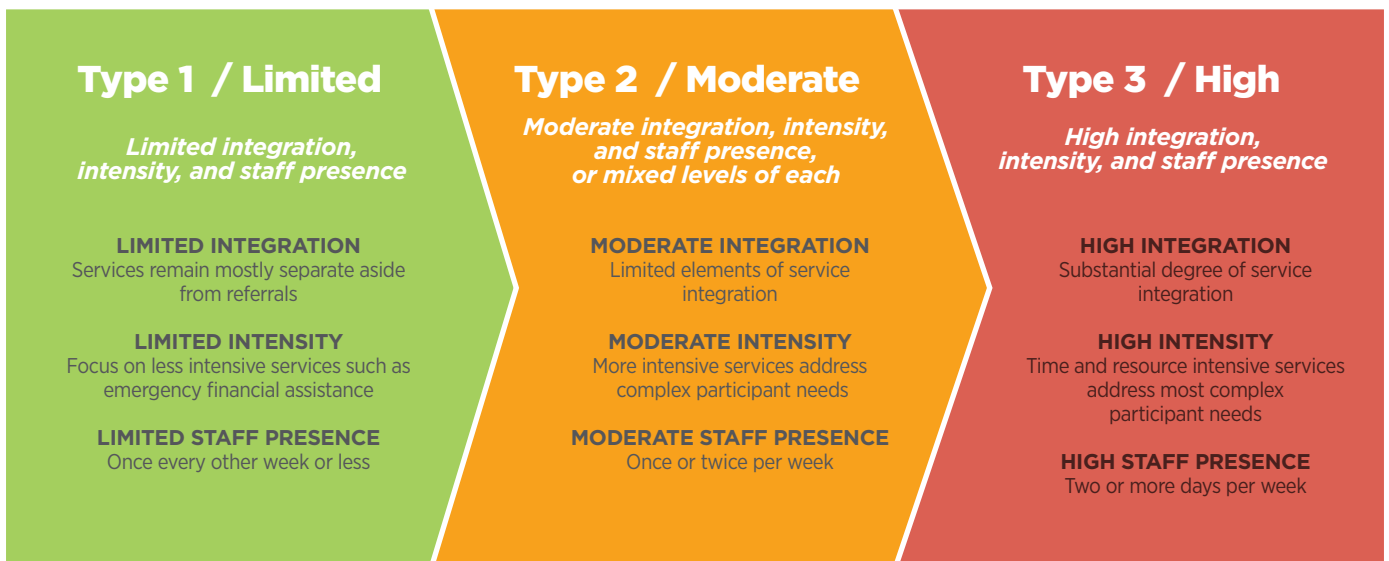 Type 1 / Limited
Limited integration,
intensity, and staff presence
LIMITED INTEGRATION
Services remain mostly separate aside
from referrals
LIMITED INTENSITY
Focus on less intensive services such as
emergency financial assistance
LIMITED STAFF PRESENCE
Once every other week or less
Type 2 / Moderate
Moderate integration, intensity,
and staff presence,
or mixed levels of each
MODERATE INTEGRATION
Limited elements of service
integration
MODERATE INTENSITY
More intensive services address
complex participant needs
MODERATE STAFF PRESENCE
Once or twice per week
Type 3 / High
High integration,
intensity, and staff presence
HIGH INTEGRATION
Substantial degree of service
integration
HIGH INTENSITY
Time and resource intensive services
address most complex
participant needs
HIGH STAFF PRESENCE
Two or more days per week